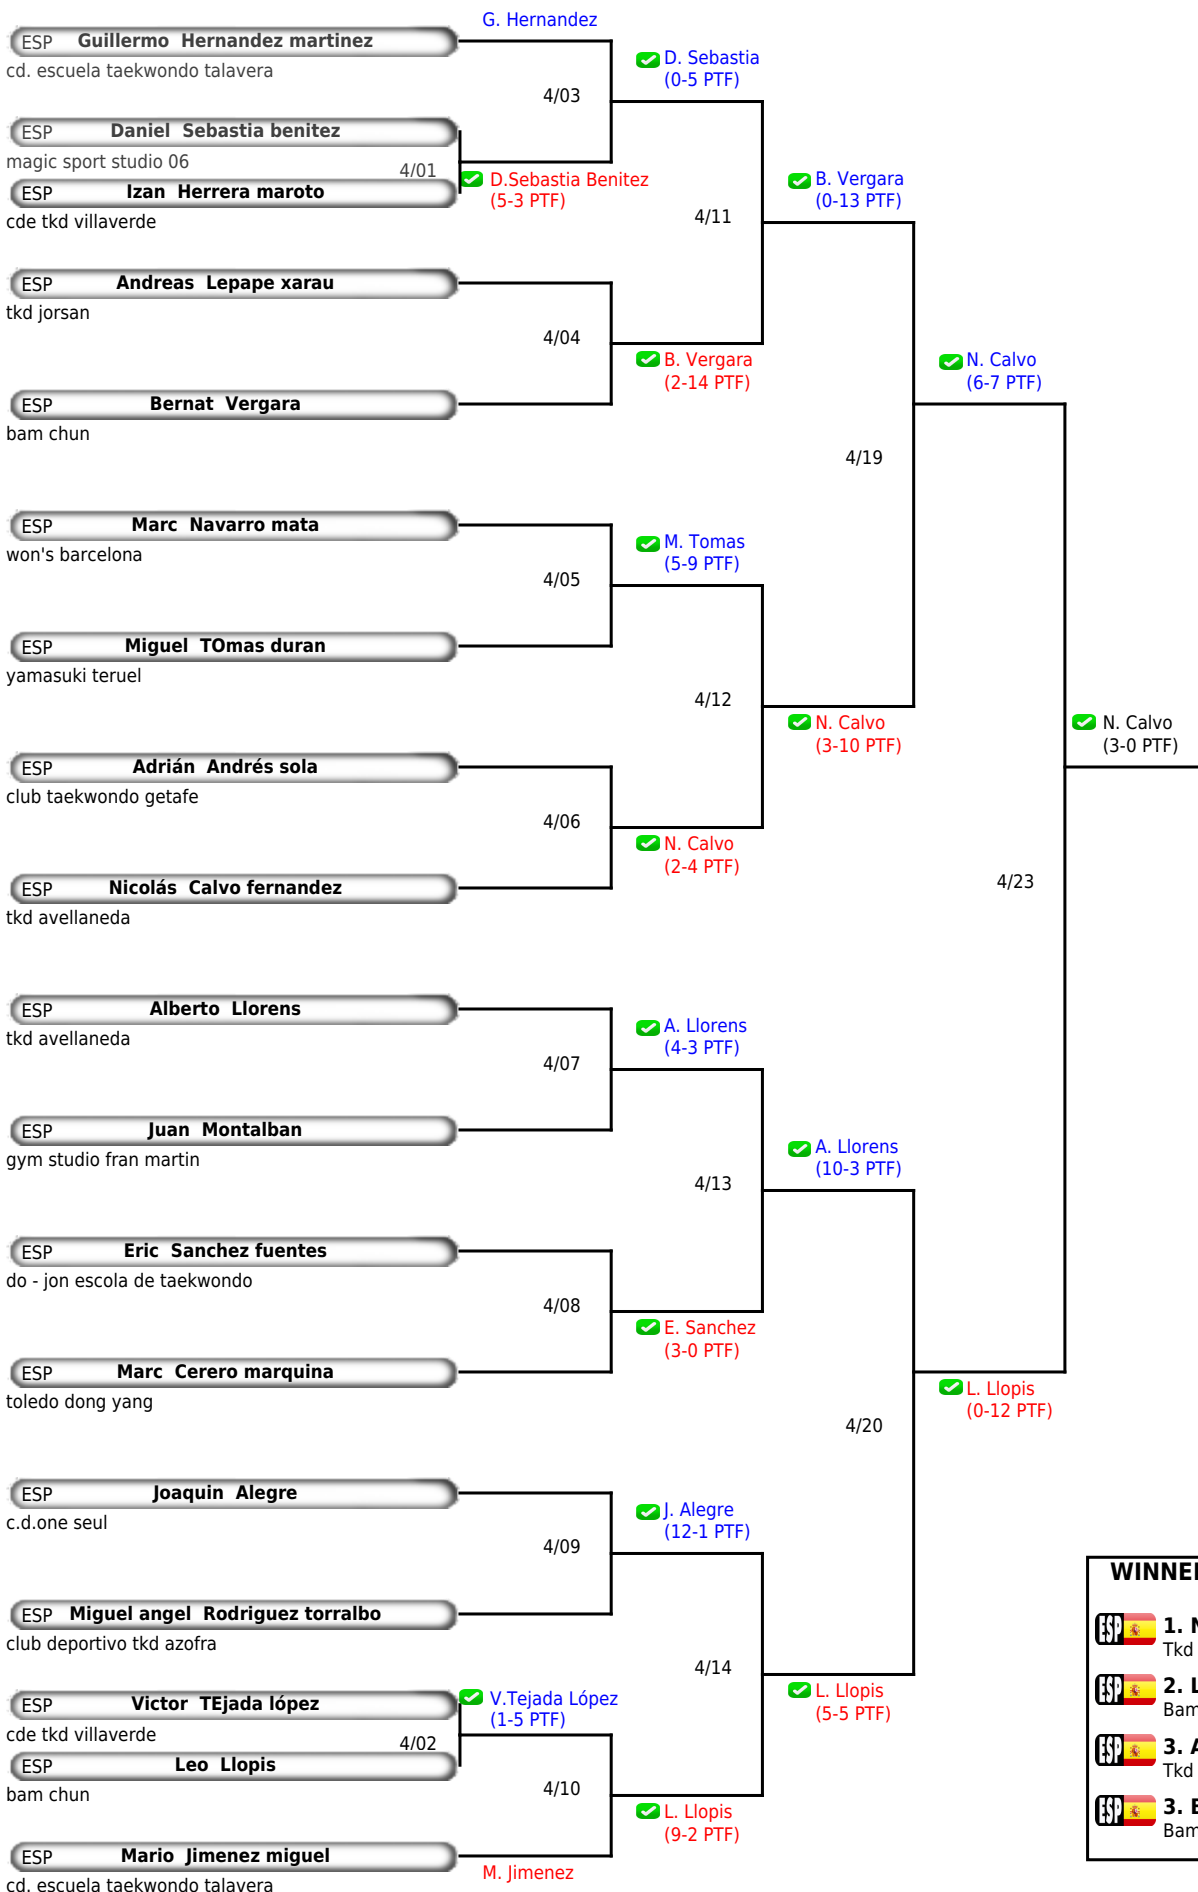 G. Hernandez
ESP Guillermo Hernandez martinez
cd. escuela taekwondo talavera
D. Sebastia
(0-5 PTF)
4/03
ESP Daniel Sebastia benitez
magic sport studio 06
4/01
D.Sebastia Benitez
(5-3 PTF)
ESP Izan Herrera maroto
cde tkd villaverde
B. Vergara
(0-13 PTF)
4/11
ESP Andreas Lepape xarau
tkd jorsan
4/04
B. Vergara
(2-14 PTF)
N. Calvo
(6-7 PTF)
ESP Bernat Vergara
bam chun
4/19
ESP Marc Navarro mata
won's barcelona
M. Tomas
(5-9 PTF)
4/05
ESP Miguel TOmas duran
yamasuki teruel
4/12
N. Calvo
(3-10 PTF)
N. Calvo
(3-0 PTF)
ESP Adrián Andrés sola
club taekwondo getafe
4/06
N. Calvo
(2-4 PTF)
ESP Nicolás Calvo fernandez
tkd avellaneda
4/23
ESP Alberto Llorens
tkd avellaneda
A. Llorens
(4-3 PTF)
4/07
ESP Juan Montalban
gym studio fran martin
A. Llorens
(10-3 PTF)
4/13
ESP Eric Sanchez fuentes
do - jon escola de taekwondo
4/08
E. Sanchez
(3-0 PTF)
ESP Marc Cerero marquina
toledo dong yang
L. Llopis
(0-12 PTF)
4/20
ESP Joaquin Alegre
c.d.one seul
J. Alegre
(12-1 PTF)
4/09
ESP Miguel angel Rodriguez torralbo
club deportivo tkd azofra
4/14
L. Llopis
(5-5 PTF)
ESP Victor TEjada lópez
cde tkd villaverde
V.Tejada López
(1-5 PTF)
4/02
ESP Leo Llopis
bam chun
4/10
L. Llopis
(9-2 PTF)
ESP Mario Jimenez miguel
cd. escuela taekwondo talavera
M. Jimenez
ESP 1.
Tkd
ESP 2. L
Bam
ESP 3. A
Tkd
ESP 3.
Bam